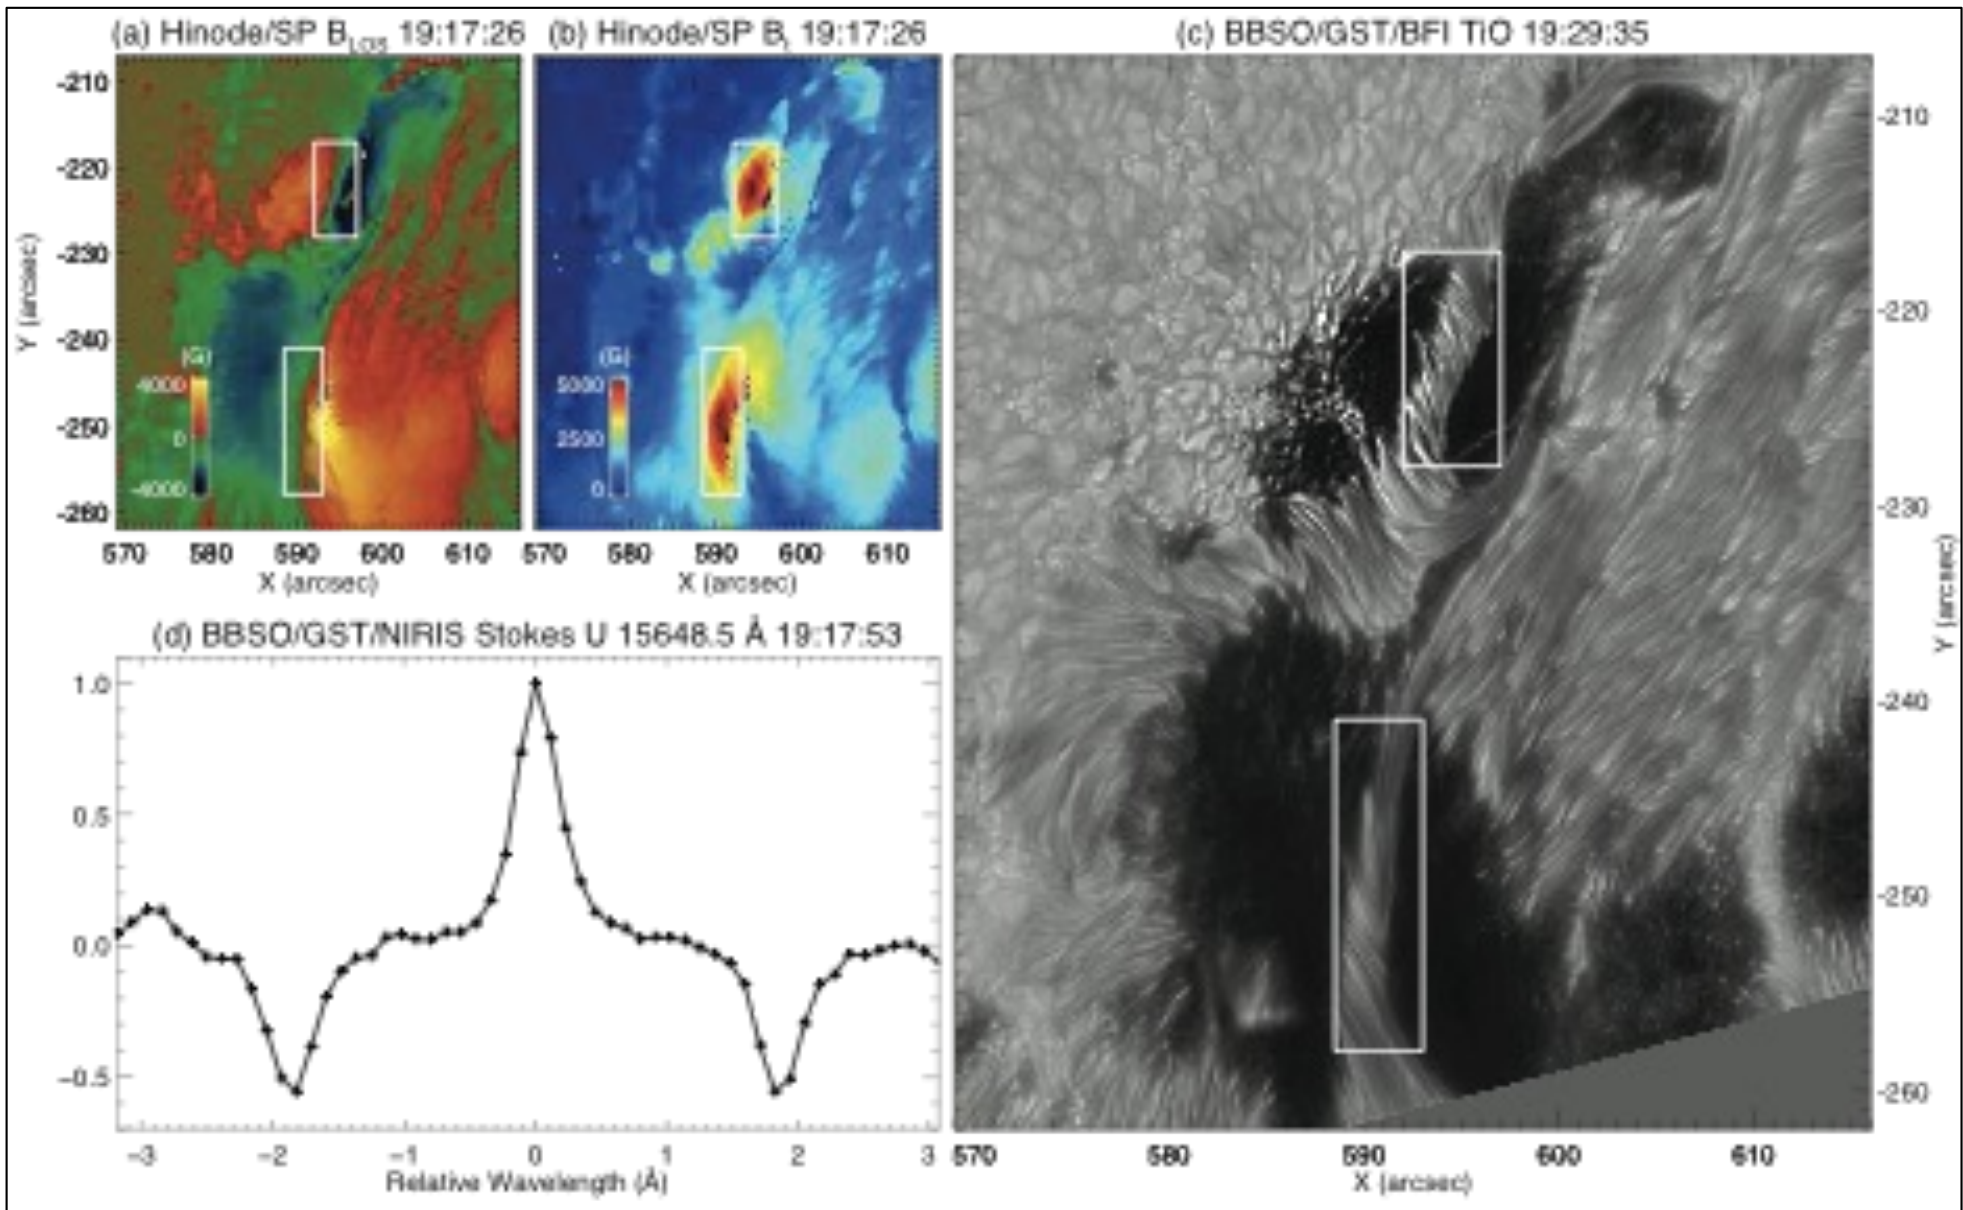 (a) Hinode/SP B_LOS 19:17:26
(b) Hinode/SP B_t 19:17:26
(c) BBSO/GST/BFI TiO 19:29:35
-210
-220
-230
-240
-250
-260
Y (arcsec)
(G)
4000
0
-4000
570 580 590 600 610
X (arcsec)
(G)
5000
2500
0
570 580 590 600 610
X (arcsec)
-210
-220
-230
-240
-250
-260
Y (arcsec)
570 580 590 600 610
X (arcsec)
(d) BBSO/GST/NIRIS Stokes U 15648.5 Å 19:17:53
1.0
0.5
0.0
-0.5
-3 -2 -1 0 1 2 3
Relative Wavelength (Å)